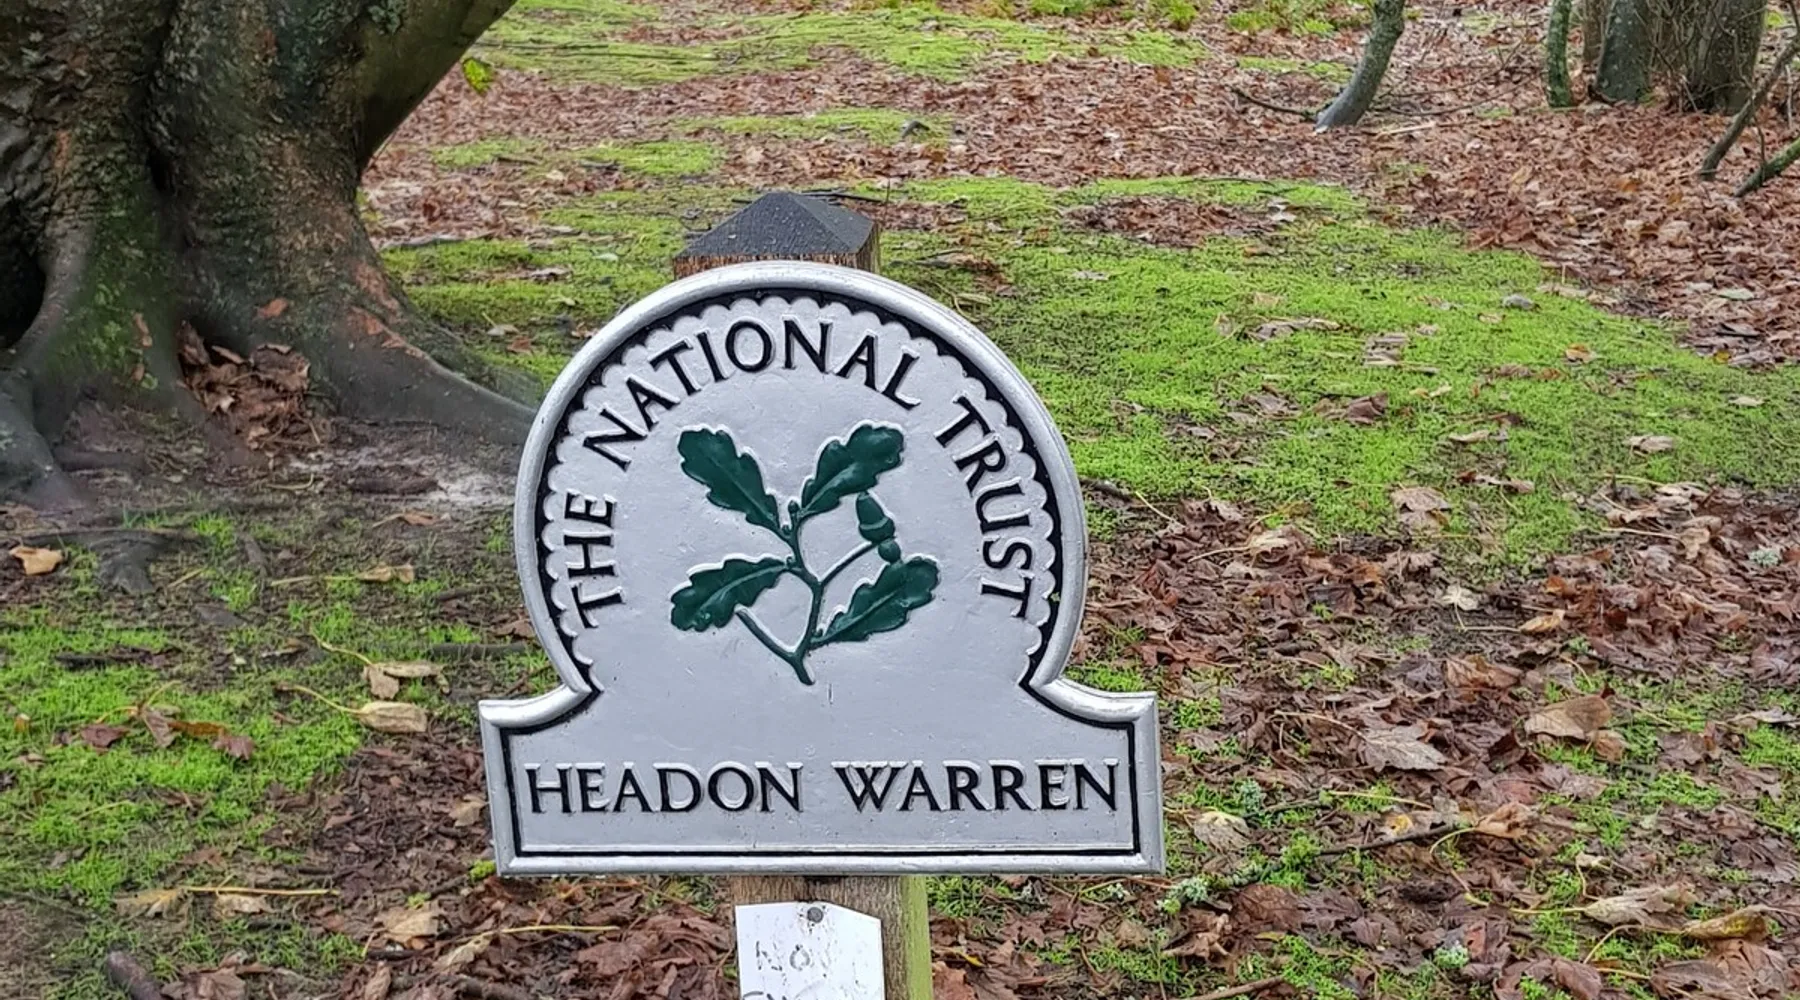 THE NATIONAL TRUST
HEADON WARREN